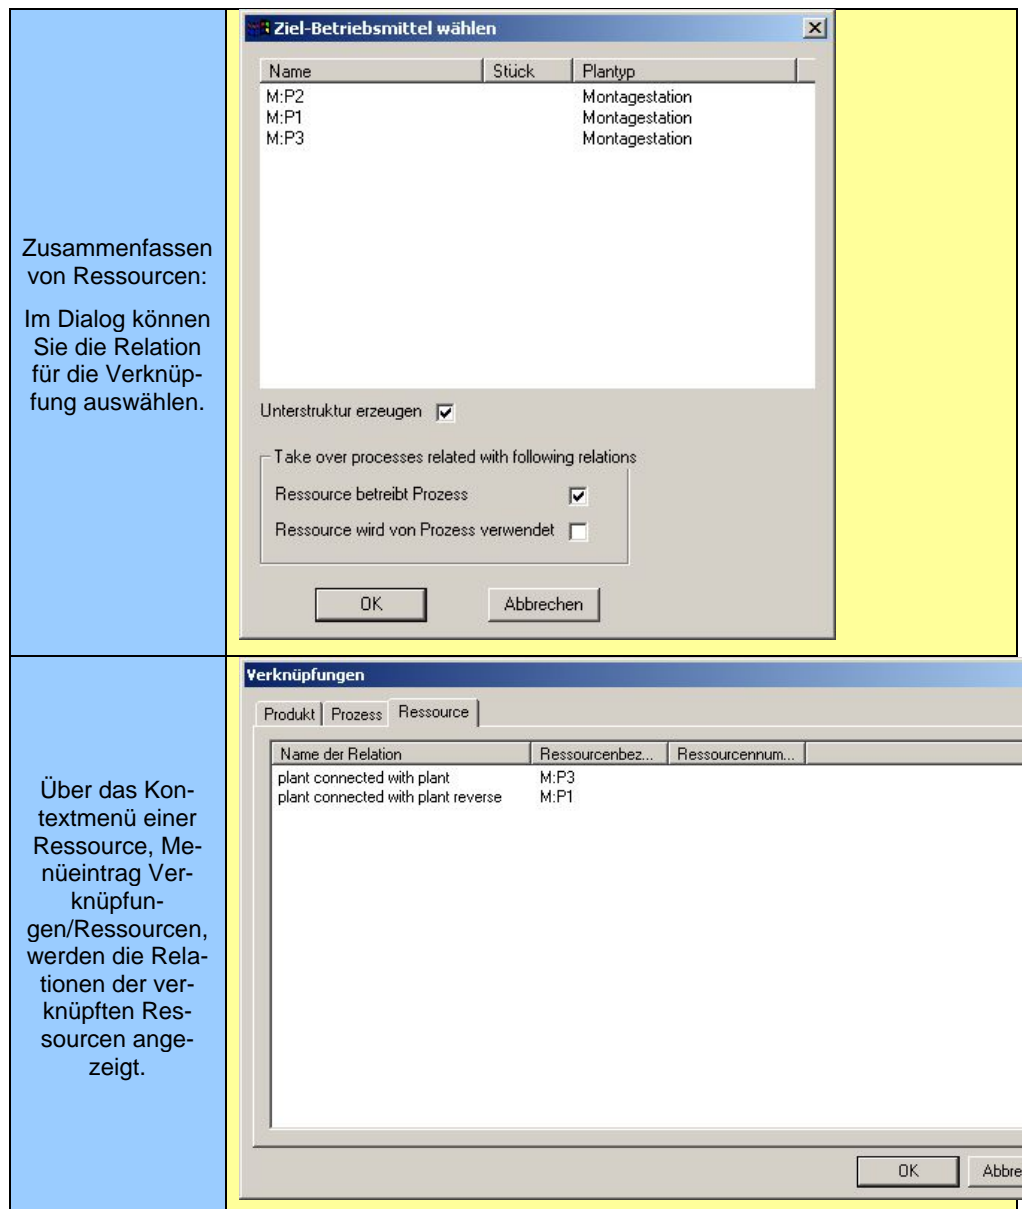 Zusammenfassen
von Ressourcen:
Im Dialog können
Sie die Relation
für die Verknüp-
fung auswählen.
Ziel-Betriebsmittel wählen
Name Stück Plantyp
M:P2 Montagestation
M:P1 Montagestation
M:P3 Montagestation
Unterstruktur erzeugen
Take over processes related with following relations
Ressource betreibt Prozess
Ressource wird von Prozess verwendet
OK Abbrechen
Über das Kon-
textmenü einer
Ressource, Me-
nüeintrag Ver-
knüpfun-
gen/Ressourcen,
werden die Rela-
tionen der ver-
knüpften Res-
sourcen ange-
zeigt.
Verknüpfungen
Produkt Prozess Ressource
Name der Relation Ressourcenbez... Ressourcennum...
plant connected with plant M:P3
plant connected with plant reverse M:P1
OK Abbre